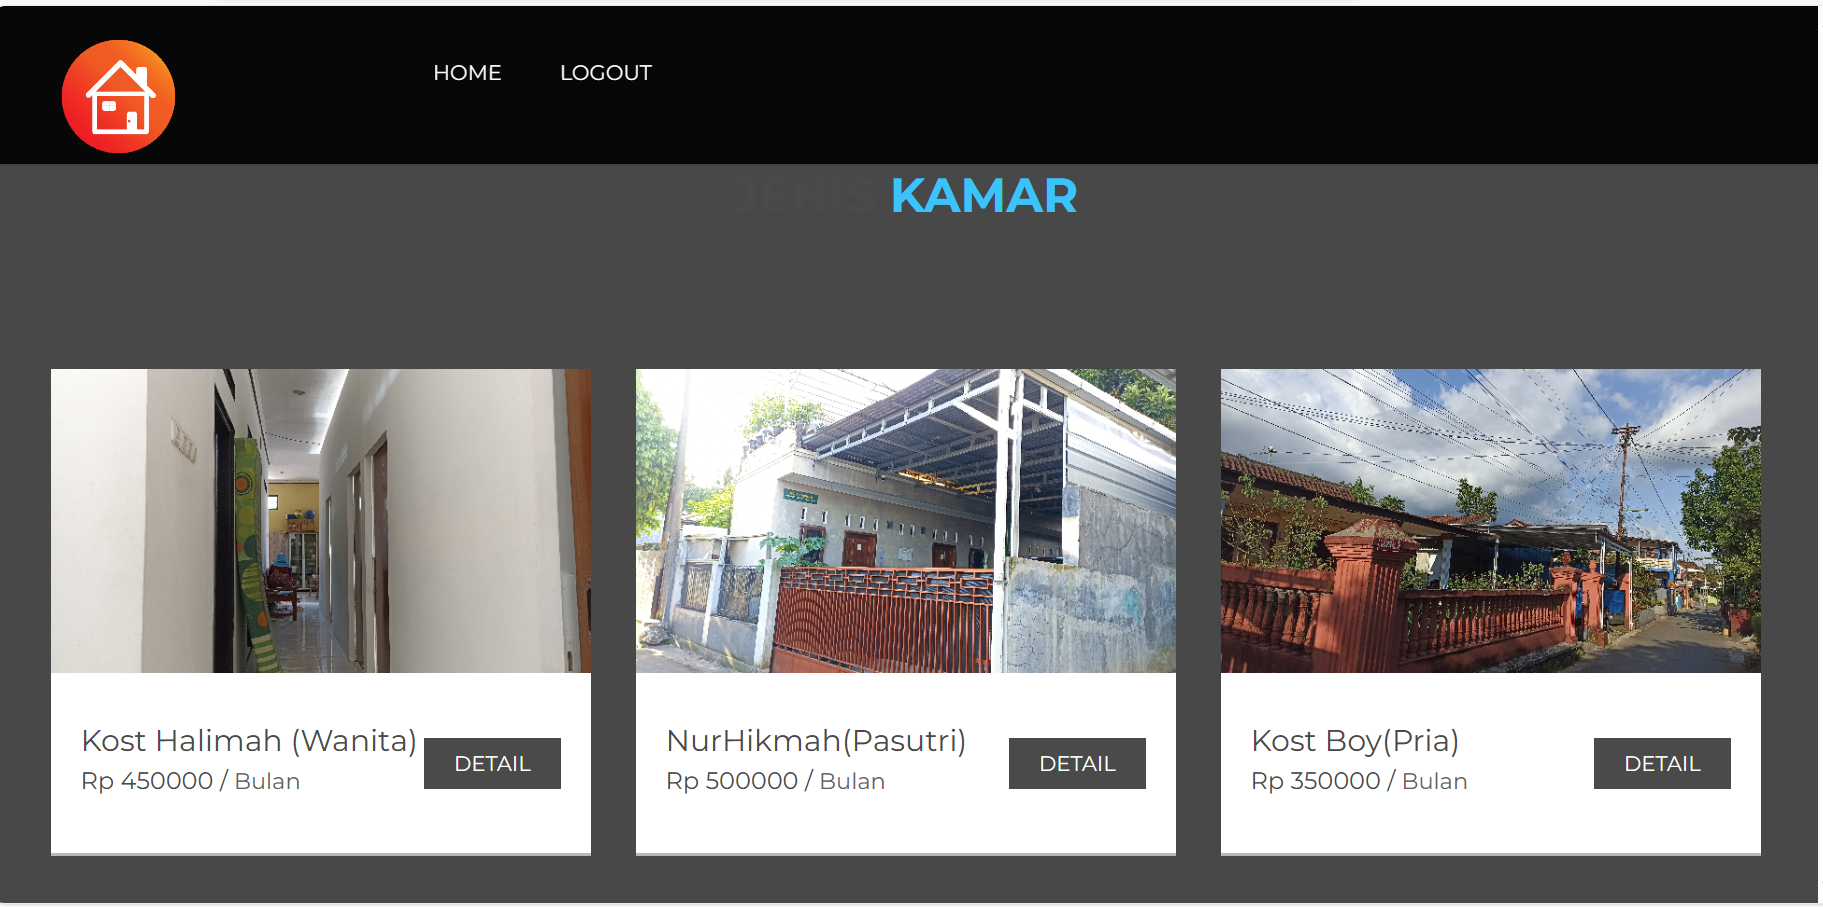 HOME LOGOUT
JENIS KAMAR
Kost Halimah (Wanita)
Rp 450000 / Bulan
DETAIL
NurHikmah(Pasutri)
Rp 500000 / Bulan
DETAIL
Kost Boy(Pria)
Rp 350000 / Bulan
DETAIL